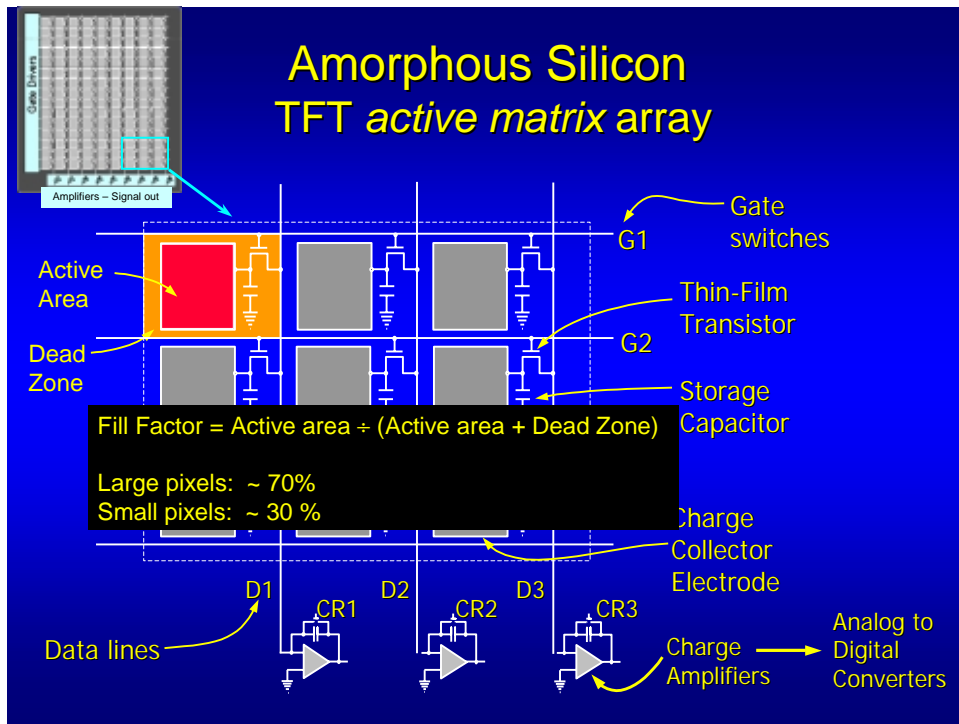 Amorphous Silicon
TFT active matrix array
Gate Drivers
Amplifiers – Signal out
Gate
switches
G1
Active
Area
Thin-Film
Transistor
G2
Dead
Zone
Storage
Capacitor
Fill Factor = Active area ÷ (Active area + Dead Zone)
Large pixels:  ~ 70%
Small pixels:  ~ 30 %
Charge
Collector
Electrode
D1
D2
D3
CR1
CR2
CR3
Data lines
Charge
Amplifiers
Analog to
Digital
Converters